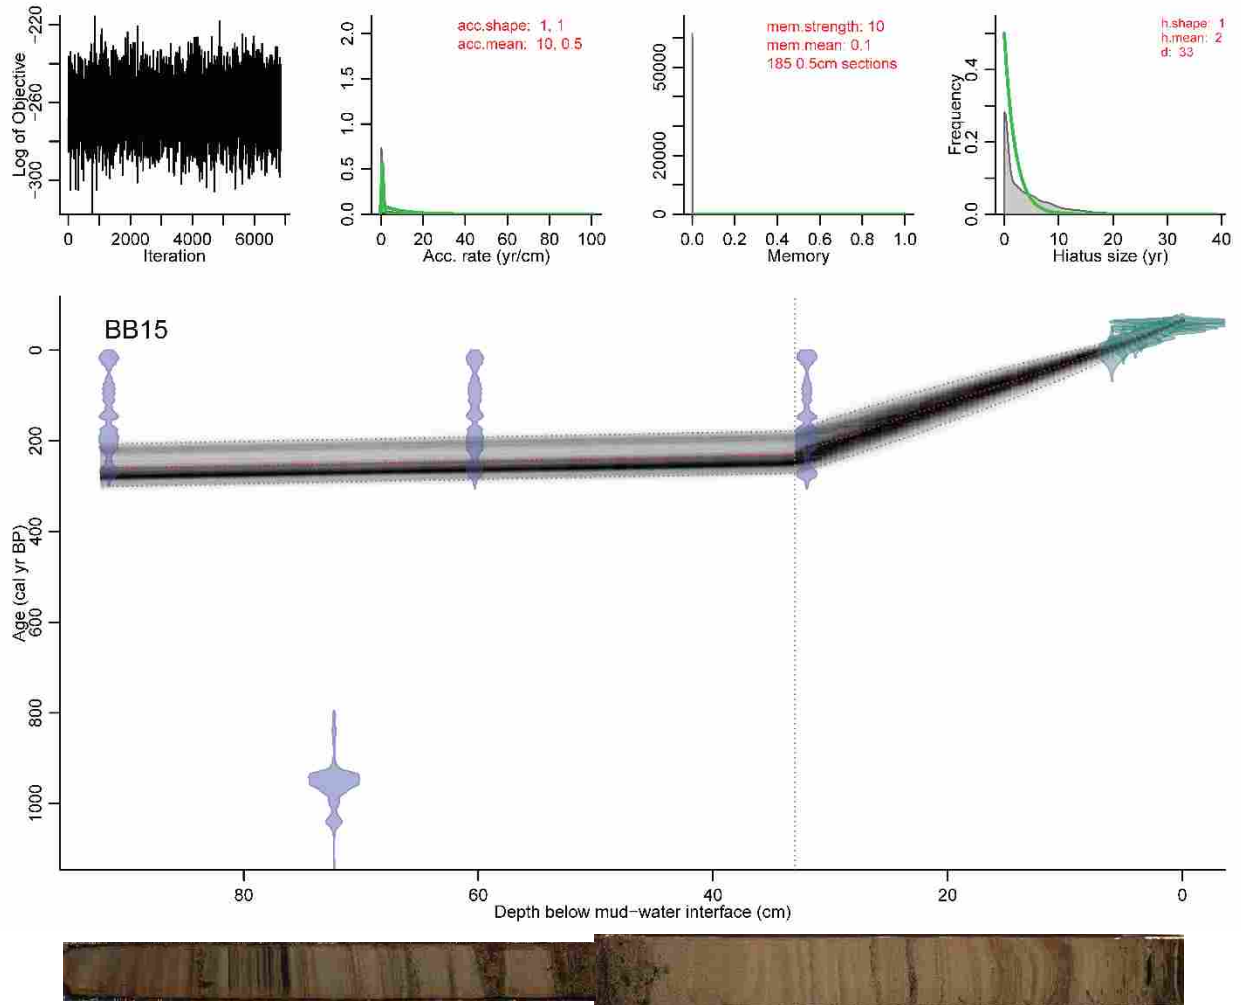 -220
-260
-300
Log of Objective
0 2000 4000 6000
Iteration
acc.shape: 1, 1
acc.mean: 10, 0.5
2.0
1.5
1.0
0.5
0.0
0 20 40 60 80 100
Acc. rate (yr/cm)
mem.strength: 10
mem.mean: 0.1
185 0.5cm sections
50000
20000
0
0.0 0.2 0.4 0.6 0.8 1.0
Memory
h.shape: 1
h.mean: 2
d: 33
0.4
0.2
0.0
Frequency
0 10 20 30 40
Hiatus size (yr)
BB15
0
200
400
600
800
1000
Age (cal yr BP)
80 60 40 20 0
Depth below mud−water interface (cm)